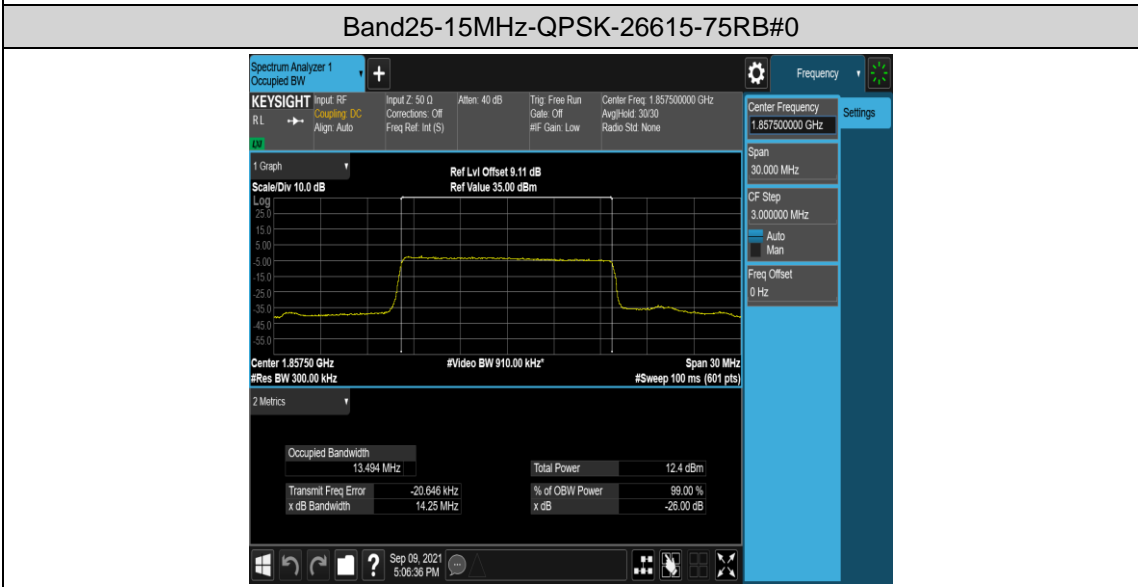 Band25-15MHz-QPSK-26615-75RB#0
Spectrum Analyzer 1
Occupied BW
+
Frequency
KEYSIGHT
RL
LXI
Input: RF
Coupling: DC
Align: Auto
Input Z: 50 Ω
Corrections: Off
Freq Ref: Int (S)
Atten: 40 dB
Trig: Free Run
Gate: Off
#IF Gain: Low
Center Freq: 1.857500000 GHz
Avg|Hold: 30/30
Radio Std: None
Center Frequency
1.857500000 GHz
Settings
Span
30.000 MHz
CF Step
3.000000 MHz
Auto
Man
Freq Offset
0 Hz
1 Graph
Scale/Div 10.0 dB
Ref Lvl Offset 9.11 dB
Ref Value 35.00 dBm
Log
25.0
15.0
5.00
-5.00
-15.0
-25.0
-35.0
-45.0
-55.0
Center 1.85750 GHz
#Video BW 910.00 kHz*
Span 30 MHz
#Res BW 300.00 kHz
#Sweep 100 ms (601 pts)
2 Metrics
Occupied Bandwidth
13.494 MHz
Total Power 12.4 dBm
Transmit Freq Error -20.646 kHz
% of OBW Power 99.00 %
x dB Bandwidth 14.25 MHz
x dB -26.00 dB
?
Sep 09, 2021
5:06:36 PM